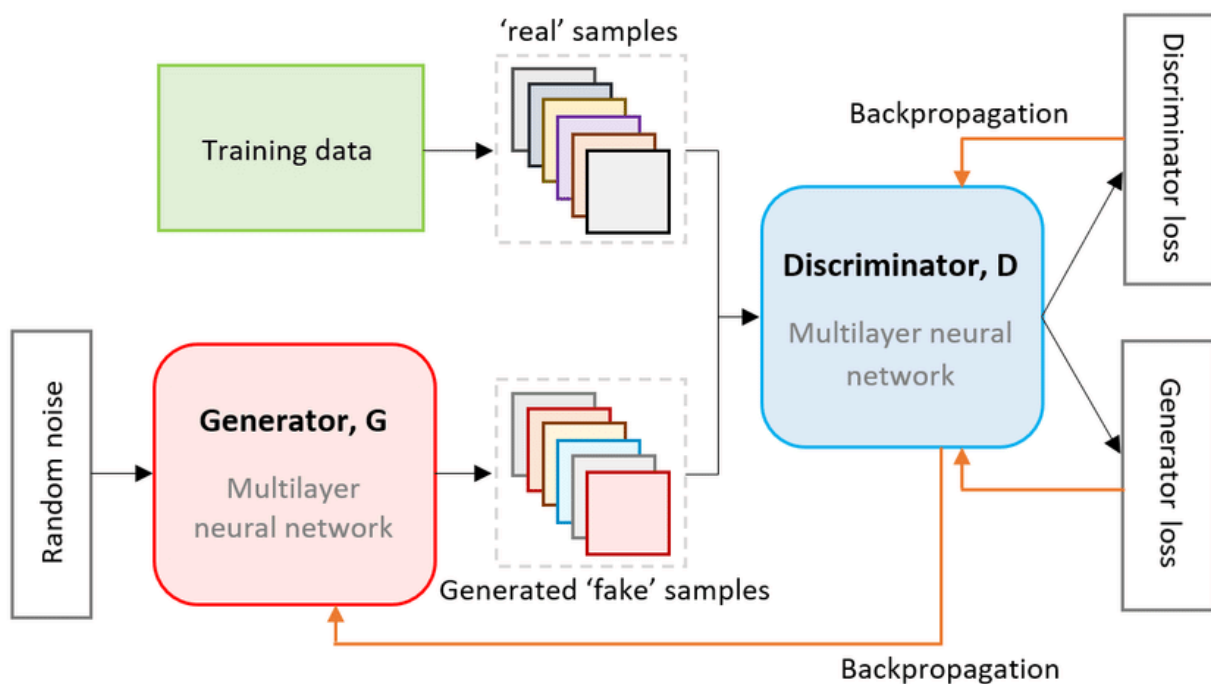 ‘real’ samples
Training data
Backpropagation
Discriminator loss
Discriminator, D
Multilayer neural
network
Random noise
Generator, G
Multilayer
neural network
Generated ‘fake’ samples
Generator loss
Backpropagation